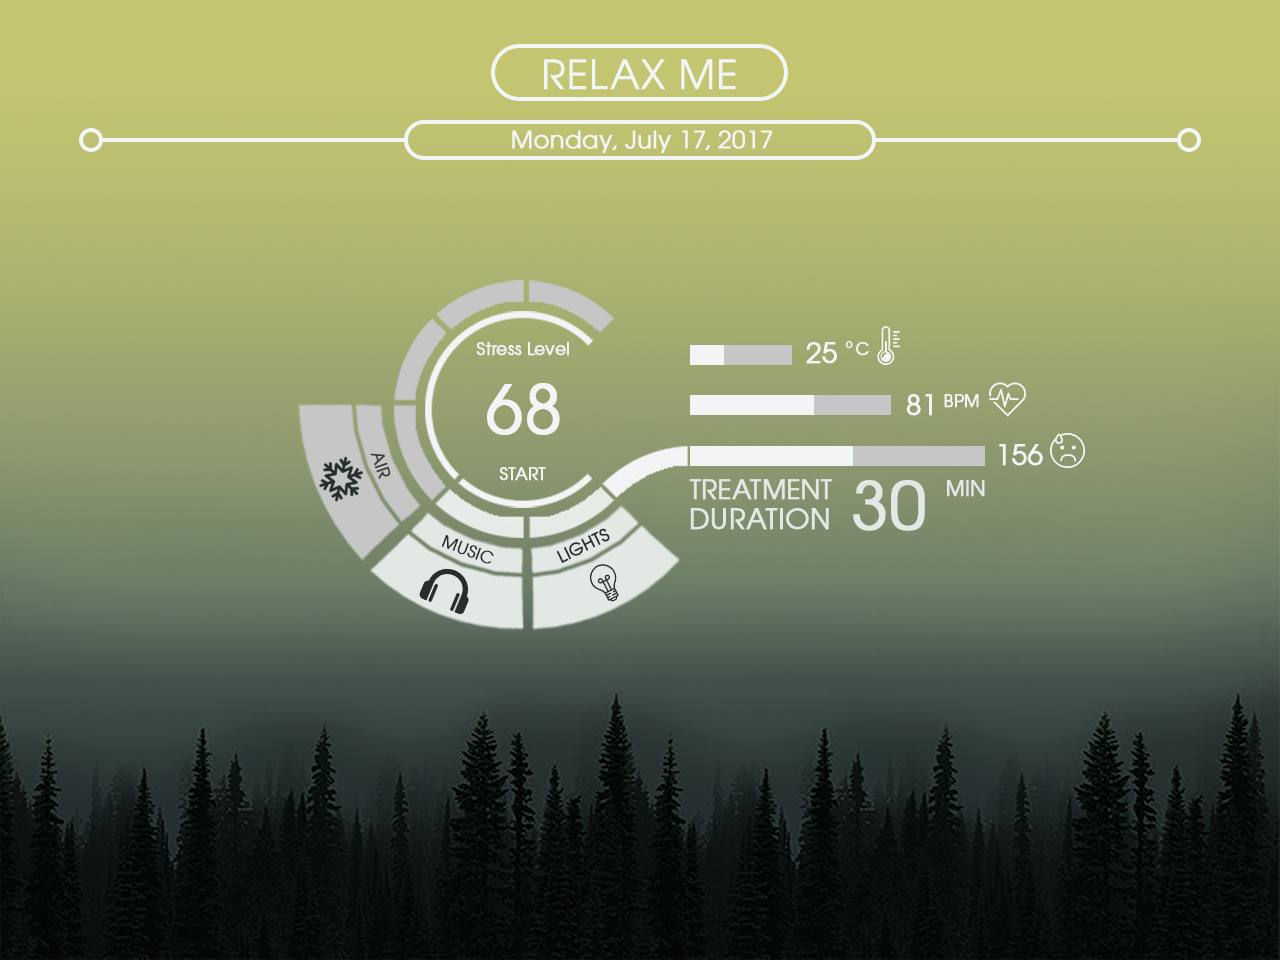 RELAX ME
Monday, July 17, 2017
Stress Level
68
START
AIR
MUSIC
LIGHTS
25 °C
81 BPM
156
TREATMENT
DURATION
30 MIN